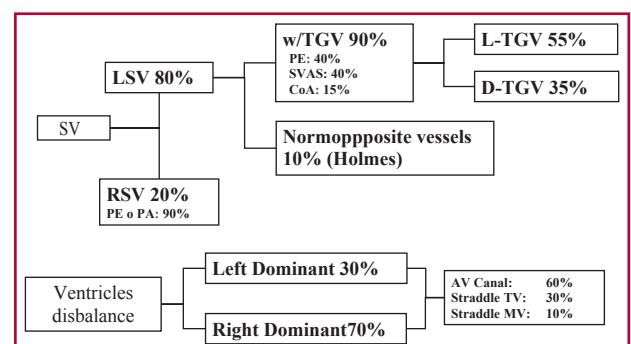 SV
LSV 80%
RSV 20%
PE o PA: 90%
w/TGV 90%
PE: 40%
SVAS: 40%
CoA: 15%
Normoppposite vessels
10% (Holmes)
L-TGV 55%
D-TGV 35%
Ventricles
disbalance
Left Dominant 30%
Right Dominant70%
AV Canal: 60%
Straddle TV: 30%
Straddle MV: 10%